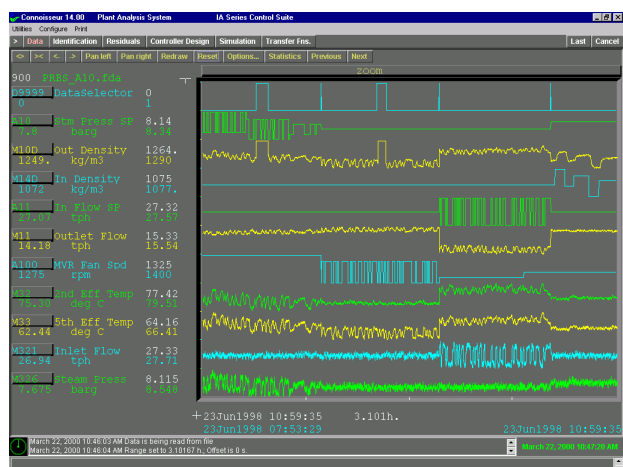 Connoisseur 14.00 Plant Analysis System IA Series Control Suite
Utilities Configure Print
> Data Identification Residuals Controller Design Simulation Transfer Fns. Last Cancel
<> >< < > Pan left Pan right Redraw Reset Options... Statistics Previous Next
zoom
900 PRBS_A10.fda
D9999 DataSelector 0
0 1
A10 Stm Press SP 8.14
7.8 barg 8.34
M10D Out Density 1264.
1249. kg/m3 1290
M14D In Density 1075
1072 kg/m3 1077.
A11 In Flow SP 27.32
27.07 tph 27.57
M11 Outlet Flow 15.33
14.18 tph 15.54
A100 MVR Fan Spd 1325
1275 rpm 1400
M32 2nd Eff Temp 77.42
75.30 deg C 79.51
M33 5th Eff Temp 64.16
62.44 deg C 66.41
M321 Inlet Flow 27.33
26.94 tph 27.71
M326 Steam Press 8.115
7.675 barg 8.548
23Jun1998 10:59:35 3.101h.
23Jun1998 07:53:29 23Jun1998 10:59:35
March 22, 2000 10:46:03 AM Data is being read from file
March 22, 2000 10:46:04 AM Range set to 3.10167 h., Offset is 0 s.
March 22, 2000 10:47:20 AM